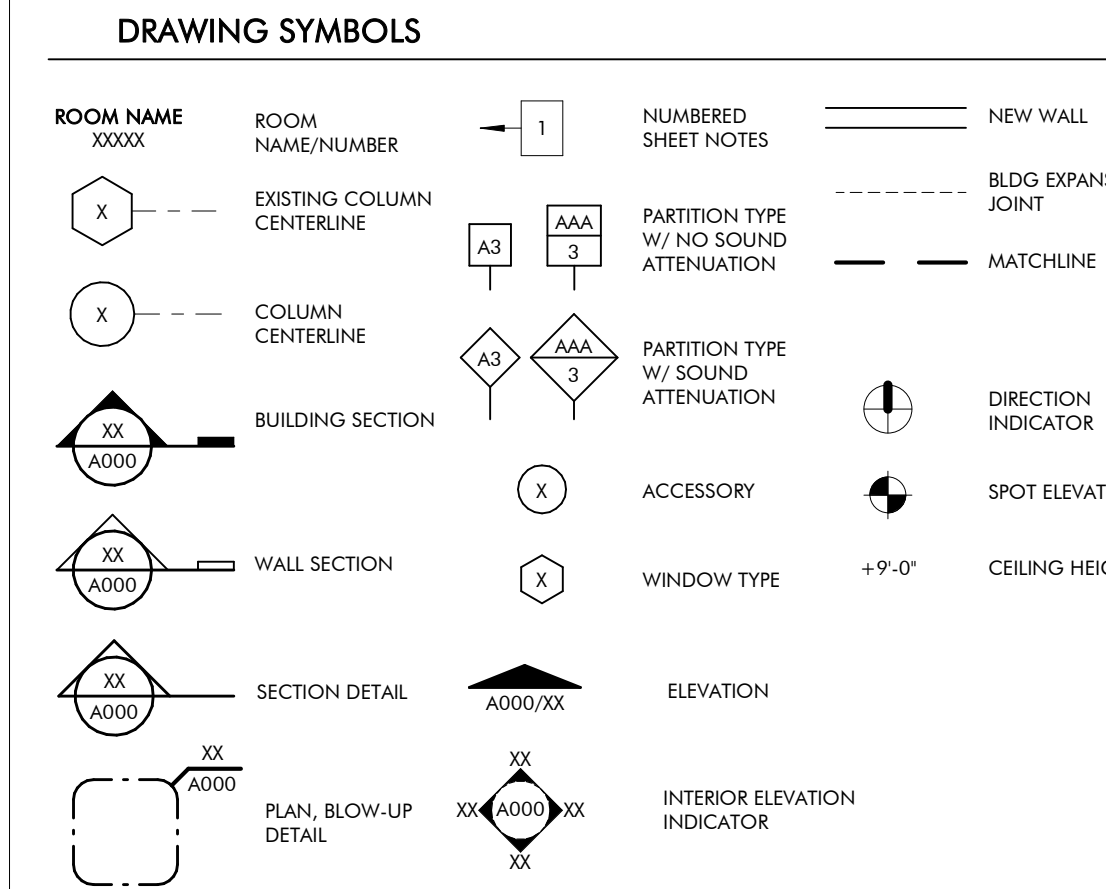 DRAWING SYMBOLS
ROOM NAME
XXXXX
ROOM
NAME/NUMBER
X
EXISTING COLUMN
CENTERLINE
X
COLUMN
CENTERLINE
XX
A000
BUILDING SECTION
XX
A000
WALL SECTION
XX
A000
SECTION DETAIL
XX
A000
PLAN, BLOW-UP
DETAIL
1
NUMBERED
SHEET NOTES
A3
AAA
3
PARTITION TYPE
W/ NO SOUND
ATTENUATION
A3
AAA
3
PARTITION TYPE
W/ SOUND
ATTENUATION
X
ACCESSORY
X
WINDOW TYPE
A000/XX
ELEVATION
XX
XX A000 XX
XX
INTERIOR ELEVATION
INDICATOR
NEW WALL
BLDG
JOINT
MATCHLINE
DIRECTION
INDICATOR
SPOT
+9'-0"
CEILING